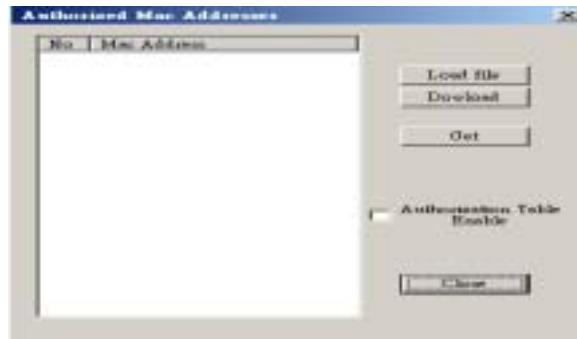 Authorized Mac Addresses
No Mac Address
Load file
Dowload
Get
Authorization Table
Enable
Close